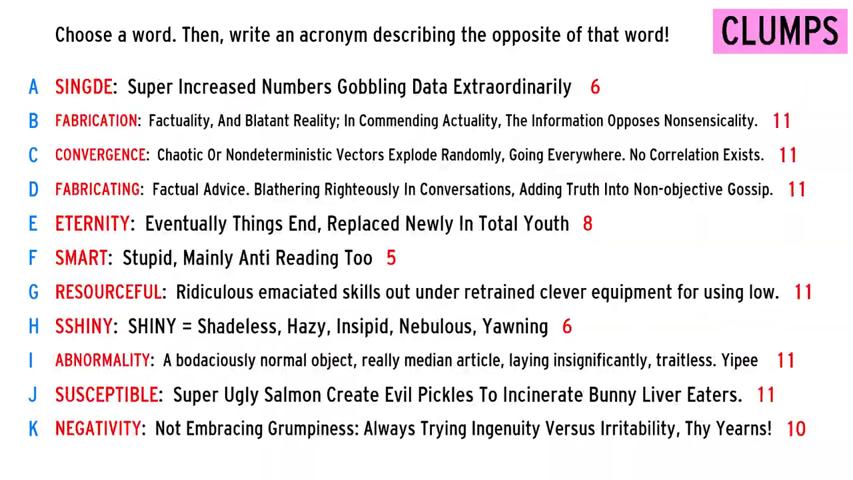 Choose a word. Then, write an acronym describing the opposite of that word!
CLUMPS
A SINGDE: Super Increased Numbers Gobbling Data Extraordinarily 6
B FABRICATION: Factuality, And Blatant Reality; In Commending Actuality, The Information Opposes Nonsensicality. 11
C CONVERGENCE: Chaotic Or Nondeterministic Vectors Explode Randomly, Going Everywhere. No Correlation Exists. 11
D FABRICATING: Factual Advice. Blathering Righteously In Conversations, Adding Truth Into Non-objective Gossip. 11
E ETERNITY: Eventually Things End, Replaced Newly In Total Youth 8
F SMART: Stupid, Mainly Anti Reading Too 5
G RESOURCEFUL: Ridiculous emaciated skills out under retrained clever equipment for using low. 11
H SSHINY: SHINY = Shadeless, Hazy, Insipid, Nebulous, Yawning 6
I ABNORMALITY: A bodaciously normal object, really median article, laying insignificantly, traitless. Yipee 11
J SUSCEPTIBLE: Super Ugly Salmon Create Evil Pickles To Incinerate Bunny Liver Eaters. 11
K NEGATIVITY: Not Embracing Grumpiness: Always Trying Ingenuity Versus Irritability, Thy Yearns! 10